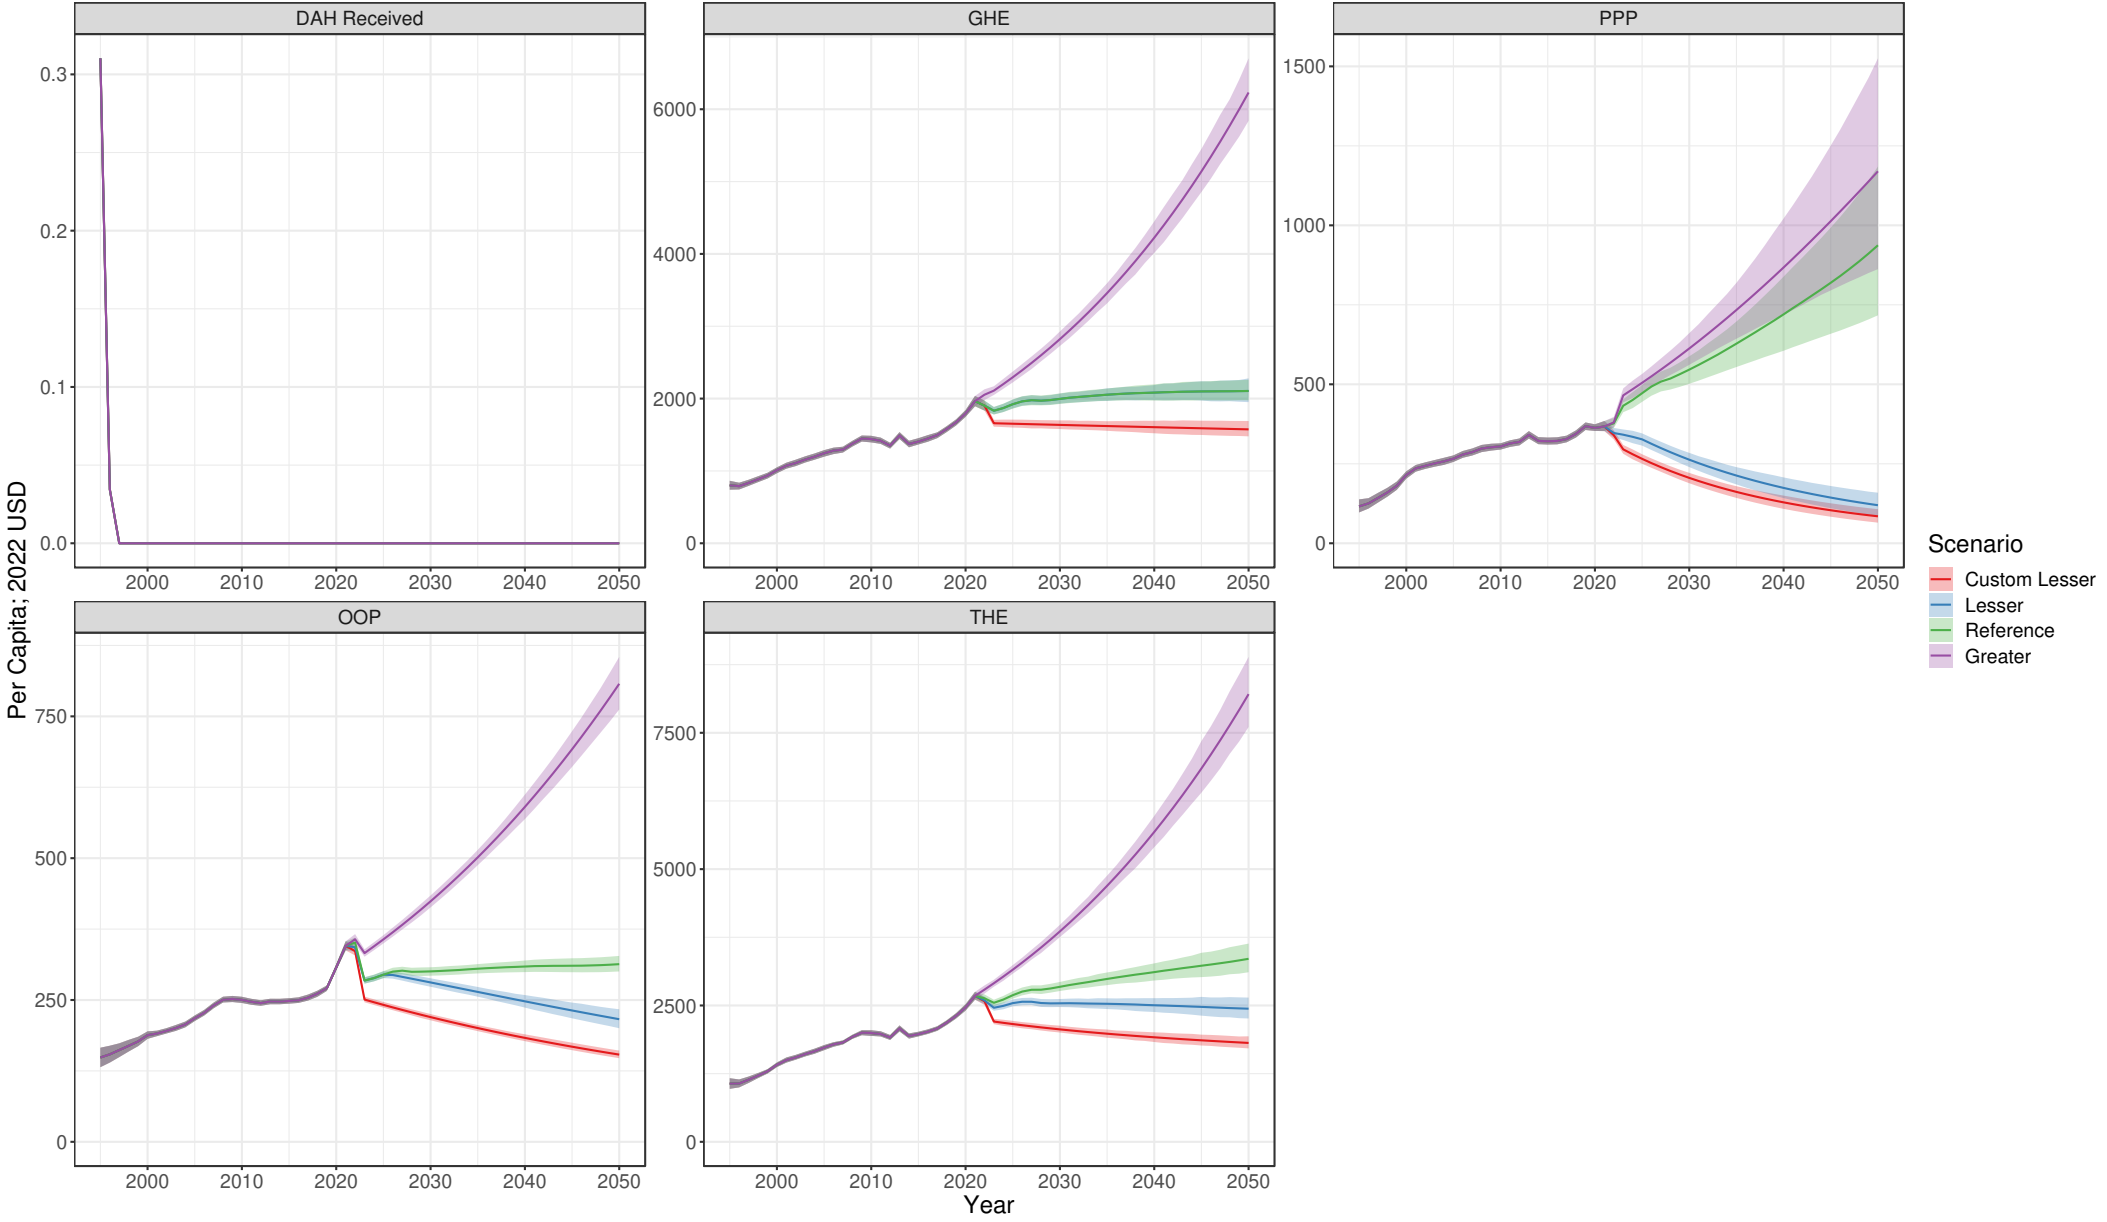 DAH Received
GHE
PPP
0.3
0.2
0.1
0.0
6000
4000
2000
0
1500
1000
500
0
2000 2010 2020 2030 2040 2050
2000 2010 2020 2030 2040 2050
2000 2010 2020 2030 2040 2050
Per Capita; 2022 USD
OOP
THE
750
500
250
0
7500
5000
2500
0
2000 2010 2020 2030 2040 2050
2000 2010 2020 2030 2040 2050
Year
Scenario
Custom Lesser
Lesser
Reference
Greater